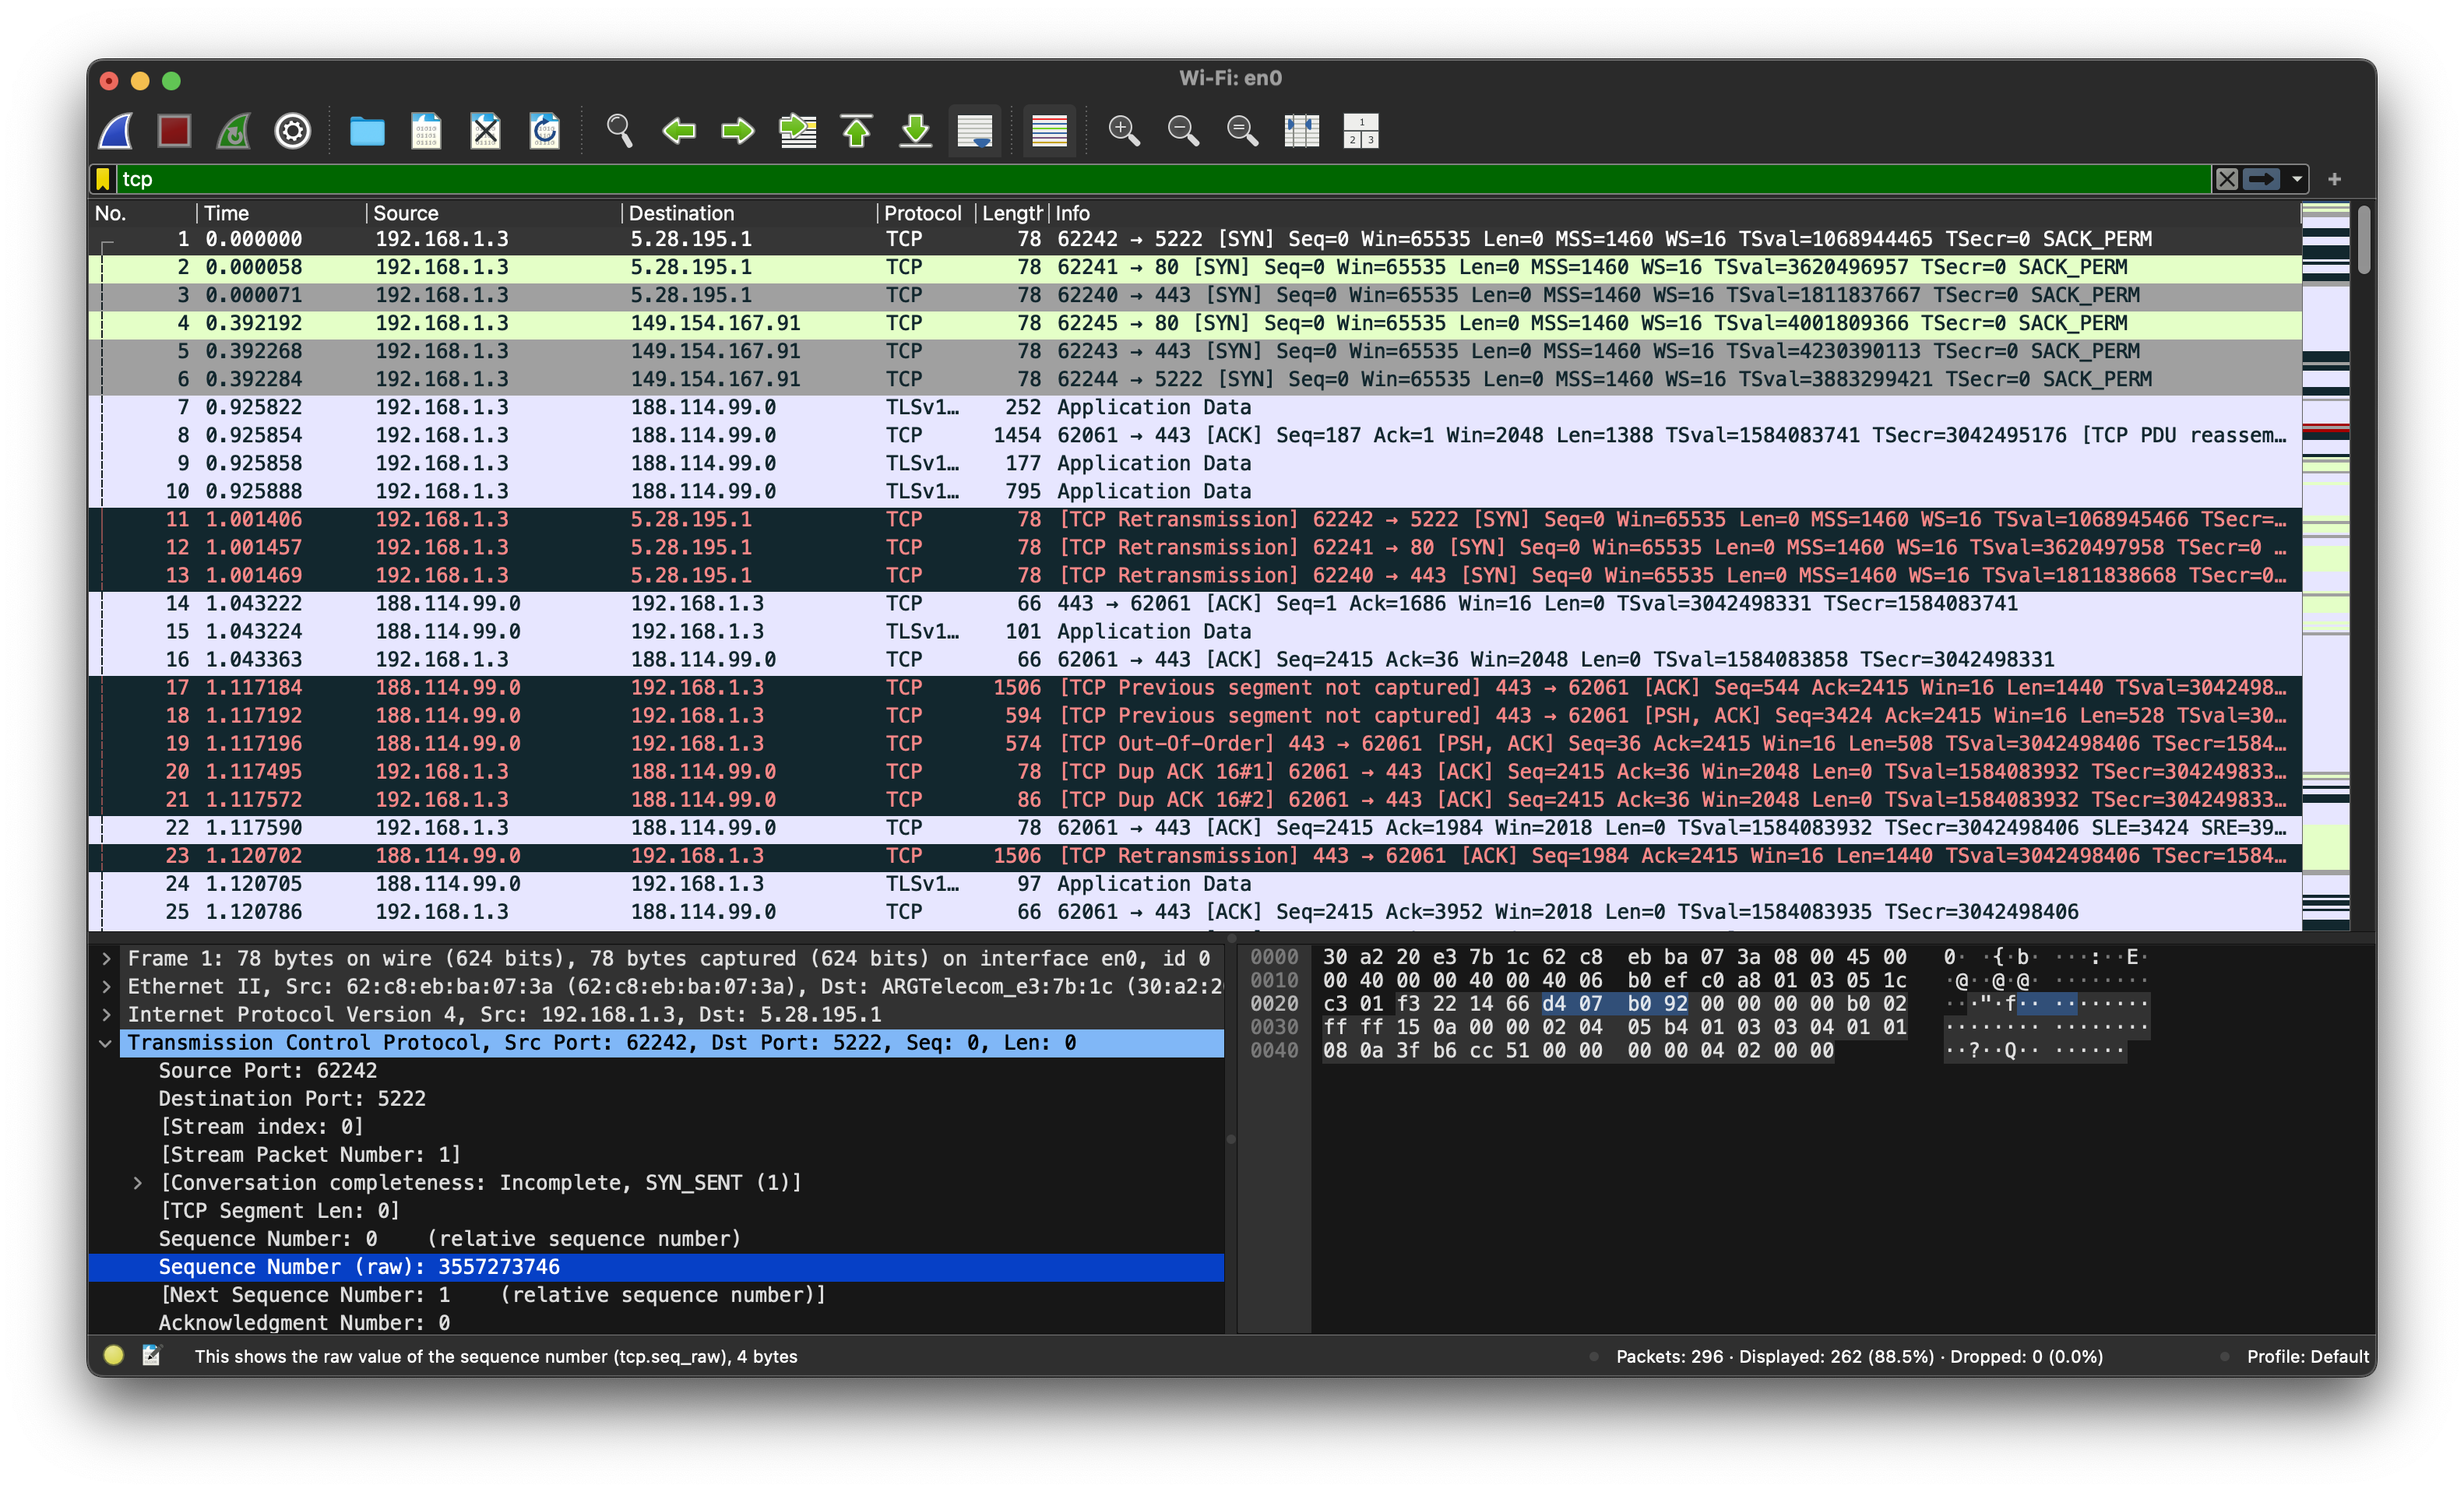 Wi-Fi: en0
tcp
No. Time Source Destination Protocol Length Info
1 0.000000 192.168.1.3 5.28.195.1 TCP 78 62242 → 5222 [SYN] Seq=0 Win=65535 Len=0 MSS=1460 WS=16 TSval=1068944465 TSecr=0 SACK_PERM
2 0.000058 192.168.1.3 5.28.195.1 TCP 78 62241 → 80 [SYN] Seq=0 Win=65535 Len=0 MSS=1460 WS=16 TSval=3620496957 TSecr=0 SACK_PERM
3 0.000071 192.168.1.3 5.28.195.1 TCP 78 62240 → 443 [SYN] Seq=0 Win=65535 Len=0 MSS=1460 WS=16 TSval=1811837667 TSecr=0 SACK_PERM
4 0.392192 192.168.1.3 149.154.167.91 TCP 78 62245 → 80 [SYN] Seq=0 Win=65535 Len=0 MSS=1460 WS=16 TSval=4001809366 TSecr=0 SACK_PERM
5 0.392268 192.168.1.3 149.154.167.91 TCP 78 62243 → 443 [SYN] Seq=0 Win=65535 Len=0 MSS=1460 WS=16 TSval=4230390113 TSecr=0 SACK_PERM
6 0.392284 192.168.1.3 149.154.167.91 TCP 78 62244 → 5222 [SYN] Seq=0 Win=65535 Len=0 MSS=1460 WS=16 TSval=3883299421 TSecr=0 SACK_PERM
7 0.925822 192.168.1.3 188.114.99.0 TLSv1… 252 Application Data
8 0.925854 192.168.1.3 188.114.99.0 TCP 1454 62061 → 443 [ACK] Seq=187 Ack=1 Win=2048 Len=1388 TSval=1584083741 TSecr=3042495176 [TCP PDU reassem…
9 0.925858 192.168.1.3 188.114.99.0 TLSv1… 177 Application Data
10 0.925888 192.168.1.3 188.114.99.0 TLSv1… 795 Application Data
11 1.001406 192.168.1.3 5.28.195.1 TCP 78 [TCP Retransmission] 62242 → 5222 [SYN] Seq=0 Win=65535 Len=0 MSS=1460 WS=16 TSval=1068945466 TSecr=…
12 1.001457 192.168.1.3 5.28.195.1 TCP 78 [TCP Retransmission] 62241 → 80 [SYN] Seq=0 Win=65535 Len=0 MSS=1460 WS=16 TSval=3620497958 TSecr=0 …
13 1.001469 192.168.1.3 5.28.195.1 TCP 78 [TCP Retransmission] 62240 → 443 [SYN] Seq=0 Win=65535 Len=0 MSS=1460 WS=16 TSval=1811838668 TSecr=0…
14 1.043222 188.114.99.0 192.168.1.3 TCP 66 443 → 62061 [ACK] Seq=1 Ack=1686 Win=16 Len=0 TSval=3042498331 TSecr=1584083741
15 1.043224 188.114.99.0 192.168.1.3 TLSv1… 101 Application Data
16 1.043363 192.168.1.3 188.114.99.0 TCP 66 62061 → 443 [ACK] Seq=2415 Ack=36 Win=2048 Len=0 TSval=1584083858 TSecr=3042498331
17 1.117184 188.114.99.0 192.168.1.3 TCP 1506 [TCP Previous segment not captured] 443 → 62061 [ACK] Seq=544 Ack=2415 Win=16 Len=1440 TSval=3042498…
18 1.117192 188.114.99.0 192.168.1.3 TCP 594 [TCP Previous segment not captured] 443 → 62061 [PSH, ACK] Seq=3424 Ack=2415 Win=16 Len=528 TSval=30…
19 1.117196 188.114.99.0 192.168.1.3 TCP 574 [TCP Out-Of-Order] 443 → 62061 [PSH, ACK] Seq=36 Ack=2415 Win=16 Len=508 TSval=3042498406 TSecr=1584…
20 1.117495 192.168.1.3 188.114.99.0 TCP 78 [TCP Dup ACK 16#1] 62061 → 443 [ACK] Seq=2415 Ack=36 Win=2048 Len=0 TSval=1584083932 TSecr=304249833…
21 1.117572 192.168.1.3 188.114.99.0 TCP 86 [TCP Dup ACK 16#2] 62061 → 443 [ACK] Seq=2415 Ack=36 Win=2048 Len=0 TSval=1584083932 TSecr=304249833…
22 1.117590 192.168.1.3 188.114.99.0 TCP 78 62061 → 443 [ACK] Seq=2415 Ack=1984 Win=2018 Len=0 TSval=1584083932 TSecr=3042498406 SLE=3424 SRE=39…
23 1.120702 188.114.99.0 192.168.1.3 TCP 1506 [TCP Retransmission] 443 → 62061 [ACK] Seq=1984 Ack=2415 Win=16 Len=1440 TSval=3042498406 TSecr=1584…
24 1.120705 188.114.99.0 192.168.1.3 TLSv1… 97 Application Data
25 1.120786 192.168.1.3 188.114.99.0 TCP 66 62061 → 443 [ACK] Seq=2415 Ack=3952 Win=2018 Len=0 TSval=1584083935 TSecr=3042498406
Frame 1: 78 bytes on wire (624 bits), 78 bytes captured (624 bits) on interface en0, id 0
Ethernet II, Src: 62:c8:eb:ba:07:3a (62:c8:eb:ba:07:3a), Dst: ARGTelecom_e3:7b:1c (30:a2:2
Internet Protocol Version 4, Src: 192.168.1.3, Dst: 5.28.195.1
Transmission Control Protocol, Src Port: 62242, Dst Port: 5222, Seq: 0, Len: 0
Source Port: 62242
Destination Port: 5222
[Stream index: 0]
[Stream Packet Number: 1]
[Conversation completeness: Incomplete, SYN_SENT (1)]
[TCP Segment Len: 0]
Sequence Number: 0 (relative sequence number)
Sequence Number (raw): 3557273746
[Next Sequence Number: 1 (relative sequence number)]
Acknowledgment Number: 0
0000 30 a2 20 e3 7b 1c 62 c8 eb ba 07 3a 08 00 45 00 0· ·{·b· ···:··E·
0010 00 40 00 00 40 00 40 06 b0 ef c0 a8 01 03 05 1c ·@··@·@· ········
0020 c3 01 f3 22 14 66 d4 07 b0 92 00 00 00 00 b0 02 ···"·f·· ········
0030 ff ff 15 0a 00 00 02 04 05 b4 01 03 03 04 01 01 ········ ········
0040 08 0a 3f b6 cc 51 00 00 00 00 04 02 00 00 ··?··Q·· ······
This shows the raw value of the sequence number (tcp.seq_raw), 4 bytes
Packets: 296 · Displayed: 262 (88.5%) · Dropped: 0 (0.0%)
Profile: Default